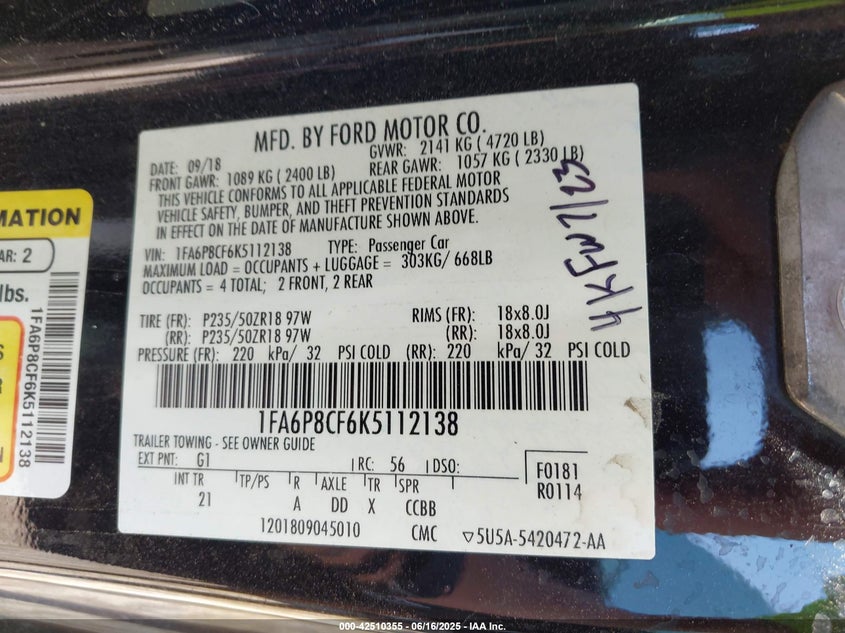 MFD. BY FORD MOTOR CO.
DATE: 09/18 GVWR: 2141 KG ( 4720 LB)
FRONT GAWR: 1089 KG ( 2400 LB) REAR GAWR: 1057 KG ( 2330 LB)
THIS VEHICLE CONFORMS TO ALL APPLICABLE FEDERAL MOTOR
VEHICLE SAFETY, BUMPER, AND THEFT PREVENTION STANDARDS
IN EFFECT ON THE DATE OF MANUFACTURE SHOWN ABOVE.
VIN: 1FA6P8CF6K5112138 TYPE: Passenger Car
MAXIMUM LOAD = OCCUPANTS + LUGGAGE = 303KG/ 668LB
OCCUPANTS = 4 TOTAL; 2 FRONT, 2 REAR
TIRE (FR): P235/50ZR18 97W RIMS (FR): 18x8.0J
(RR): P235/50ZR18 97W (RR): 18x8.0J
PRESSURE (FR): 220 kPa/ 32 PSI COLD (RR): 220 kPa/ 32 PSI COLD
1FA6P8CF6K5112138
TRAILER TOWING - SEE OWNER GUIDE
EXT PNT: G1 RC: 56 DSO: F0181
R0114
INT TR TP/PS R AXLE TR SPR
21 A DD X CCBB
1201809045010 CMC ▽5U5A-5420472-AA
MATION
AR: 2
lbs.
1FA6P8CF6K5112138
000-42510355 - 06/16/2025 - IAA Inc.